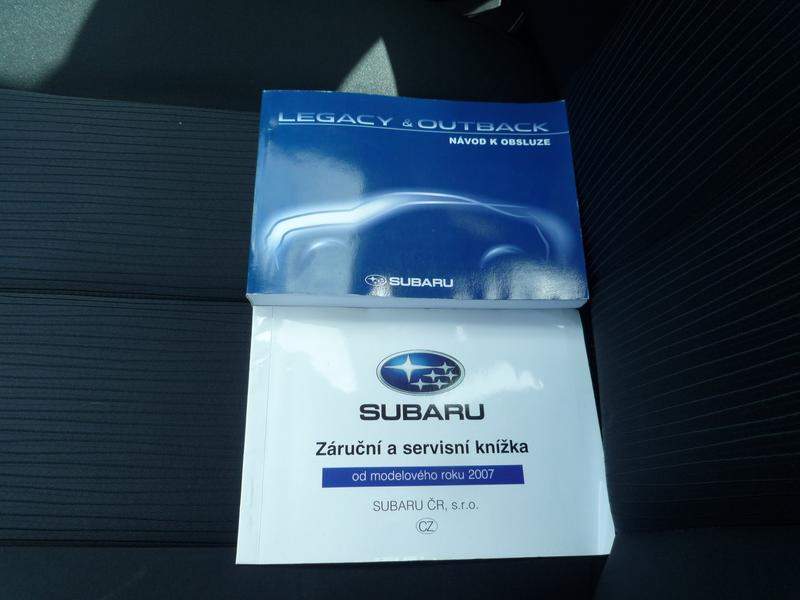 LEGACY & OUTBACK
NÁVOD K OBSLUZE
SUBARU
SUBARU
Záruční a servisní knížka
od modelového roku 2007
SUBARU ČR, s.r.o.
CZ